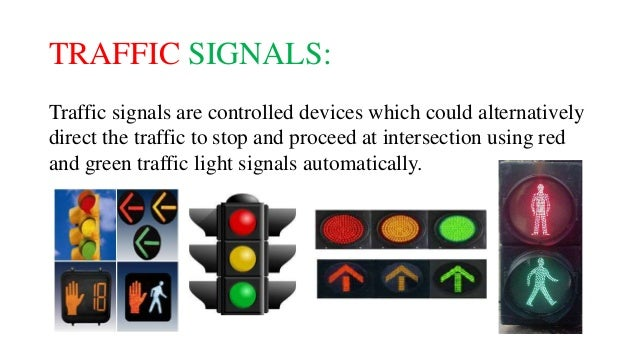 TRAFFIC SIGNALS:
Traffic signals are controlled devices which could alternatively
direct the traffic to stop and proceed at intersection using red
and green traffic light signals automatically.
18